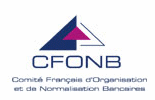 CFONB
Comité Français d'Organisation
et de Normalisation Bancaires